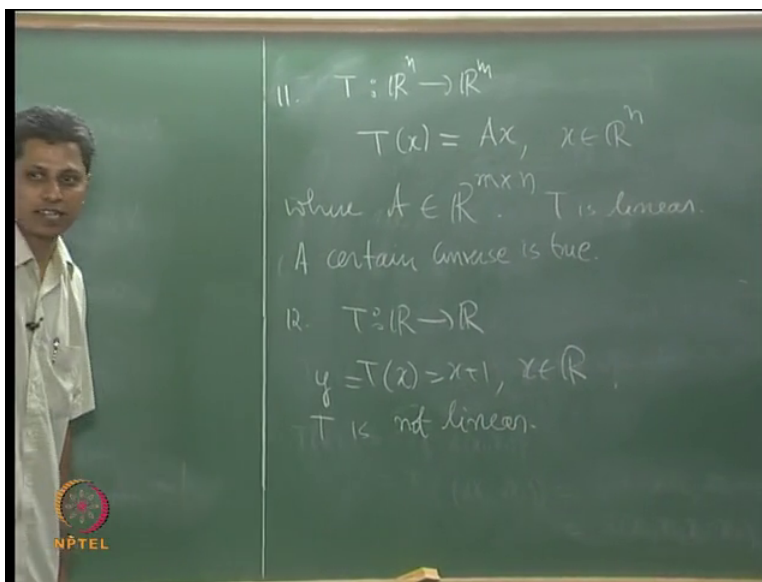 11. T : ℝⁿ → ℝᵐ
T(x) = Ax, x ∈ ℝⁿ
where A ∈ ℝᵐˣⁿ. T is linear.
A certain converse is true.
12. T : ℝ → ℝ
y = T(x) = x+1, x ∈ ℝ
T is not linear.
NPTEL